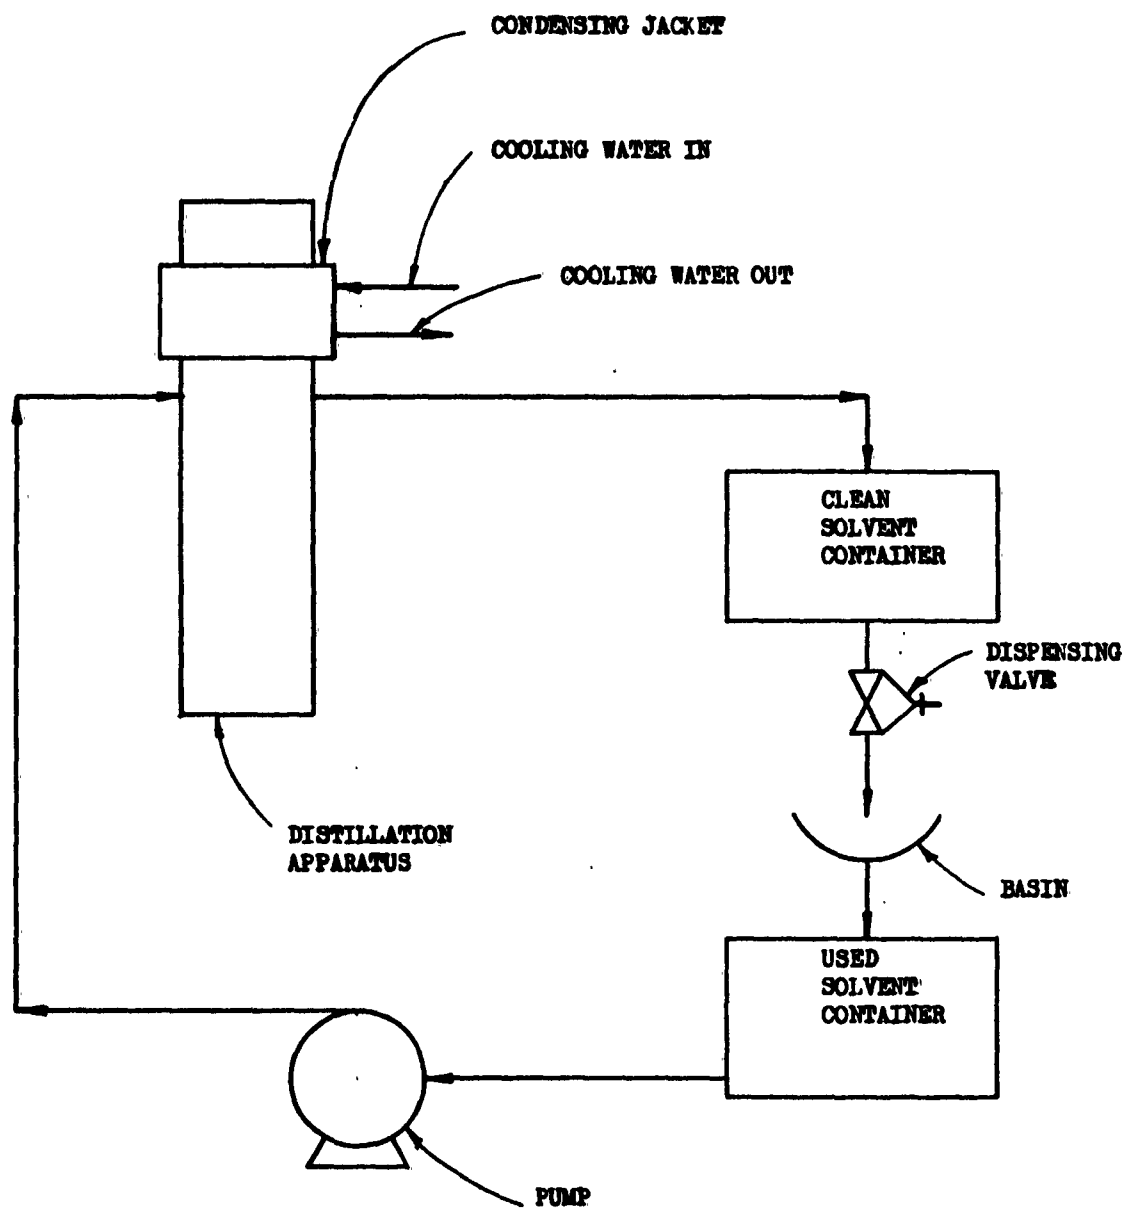 CONDENSING JACKET
COOLING WATER IN
COOLING WATER OUT
CLEAN
SOLVENT
CONTAINER
DISPENSING
VALVE
DISTILLATION
APPARATUS
BASIN
USED
SOLVENT
CONTAINER
PUMP